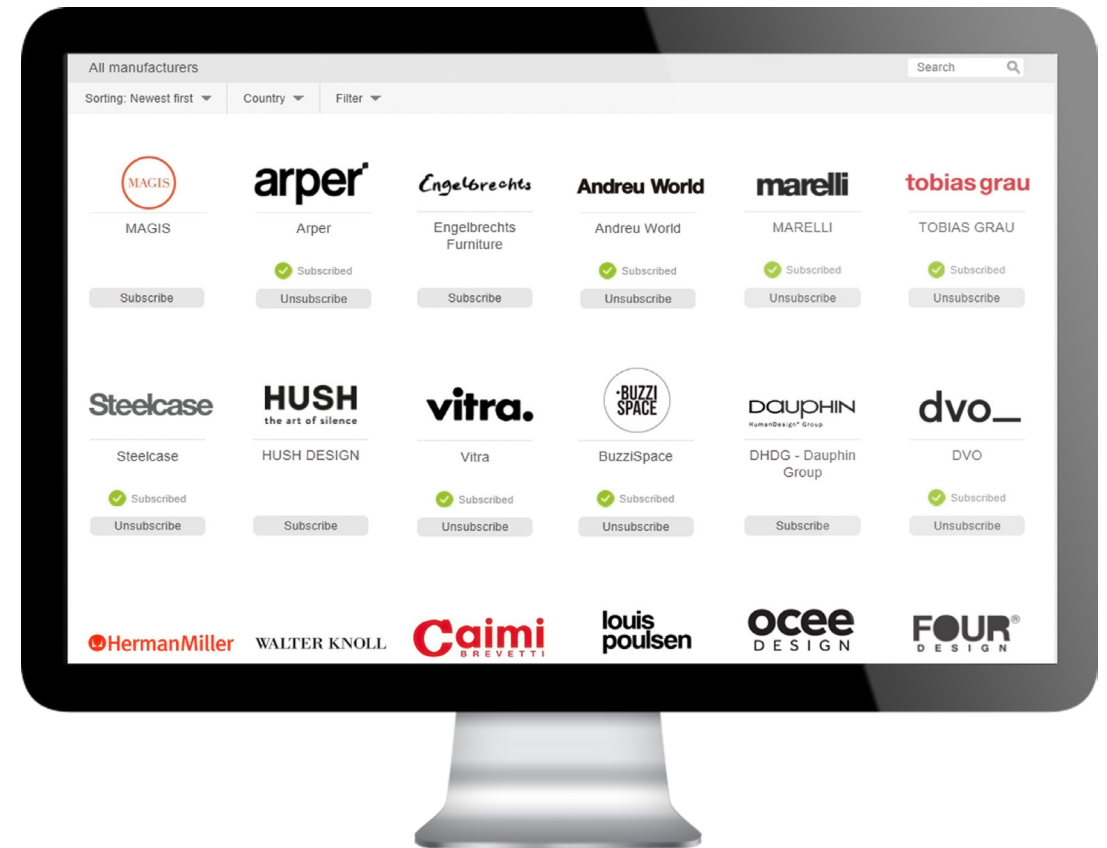 All manufacturers
Search
Sorting: Newest first
Country
Filter
MAGIS
arper
Engelbrechts
Andreu World
marelli
tobias grau
MAGIS
Arper
Engelbrechts
Furniture
Andreu World
MARELLI
TOBIAS GRAU
Subscribed
Subscribed
Subscribed
Subscribed
Subscribe
Unsubscribe
Subscribe
Unsubscribe
Unsubscribe
Unsubscribe
Steelcase
HUSH
the art of silence
vitra.
·BUZZI
SPACE
DAUPHIN
HumanDesign® Group
dvo_
Steelcase
HUSH DESIGN
Vitra
BuzziSpace
DHDG - Dauphin
Group
DVO
Subscribed
Subscribed
Subscribed
Subscribed
Unsubscribe
Subscribe
Unsubscribe
Unsubscribe
Subscribe
Unsubscribe
HermanMiller
WALTER KNOLL
Caimi
BREVETTI
louis
poulsen
ocee
DESIGN
FOUR®
DESIGN